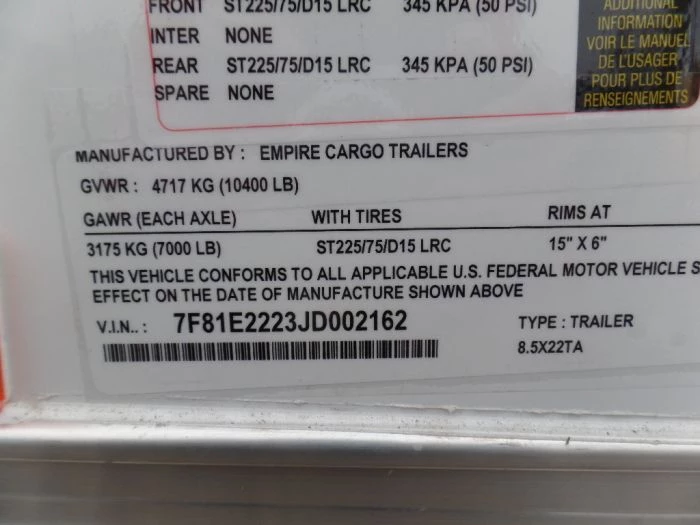 FRONT ST225/75/D15 LRC 345 KPA (50 PSI)
INTER NONE
REAR ST225/75/D15 LRC 345 KPA (50 PSI)
SPARE NONE
ADDITIONAL
INFORMATION
VOIR LE MANUEL
DE L'USAGER
POUR PLUS DE
RENSEIGNEMENTS
MANUFACTURED BY : EMPIRE CARGO TRAILERS
GVWR : 4717 KG (10400 LB)
GAWR (EACH AXLE) WITH TIRES RIMS AT
3175 KG (7000 LB) ST225/75/D15 LRC 15" X 6"
THIS VEHICLE CONFORMS TO ALL APPLICABLE U.S. FEDERAL MOTOR VEHICLE S
EFFECT ON THE DATE OF MANUFACTURE SHOWN ABOVE
V.I.N.. : 7F81E2223JD002162 TYPE : TRAILER
8.5X22TA